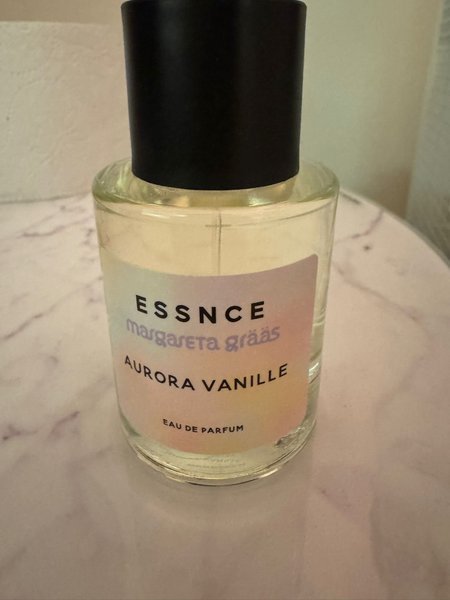 ESSNCE
margareta grääs
AURORA VANILLE
EAU DE PARFUM